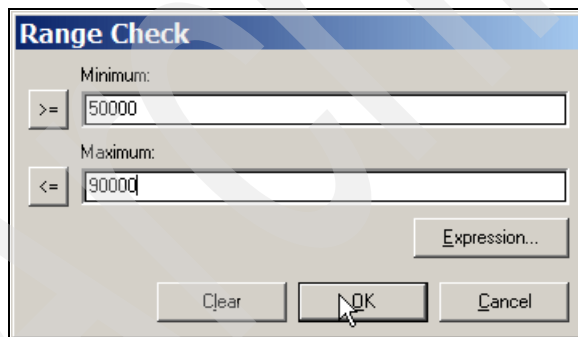 Range Check
Minimum:
>= 50000
Maximum:
<= 90000
Expression...
Clear OK Cancel